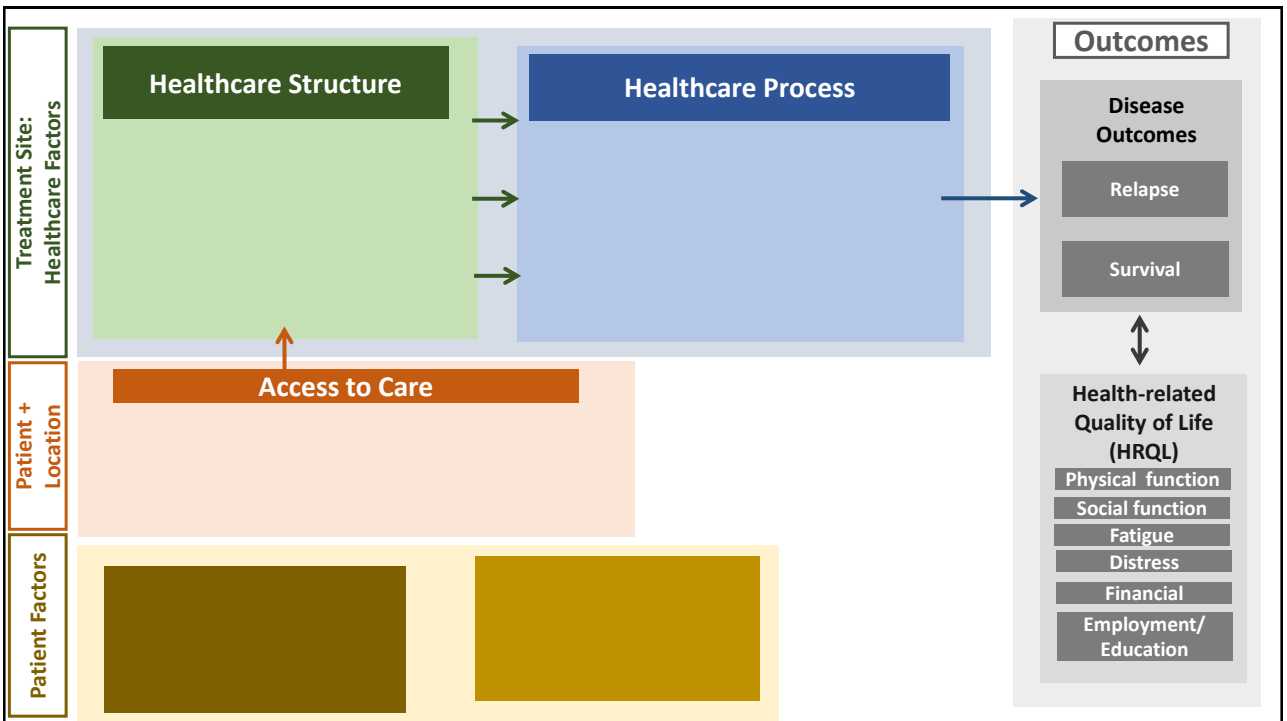 Treatment Site:
Healthcare Factors
Healthcare Structure
Healthcare Process
Patient +
Location
Access to Care
Patient Factors
Outcomes
Disease
Outcomes
Relapse
Survival
Health-related
Quality of Life
(HRQL)
Physical function
Social function
Fatigue
Distress
Financial
Employment/
Education